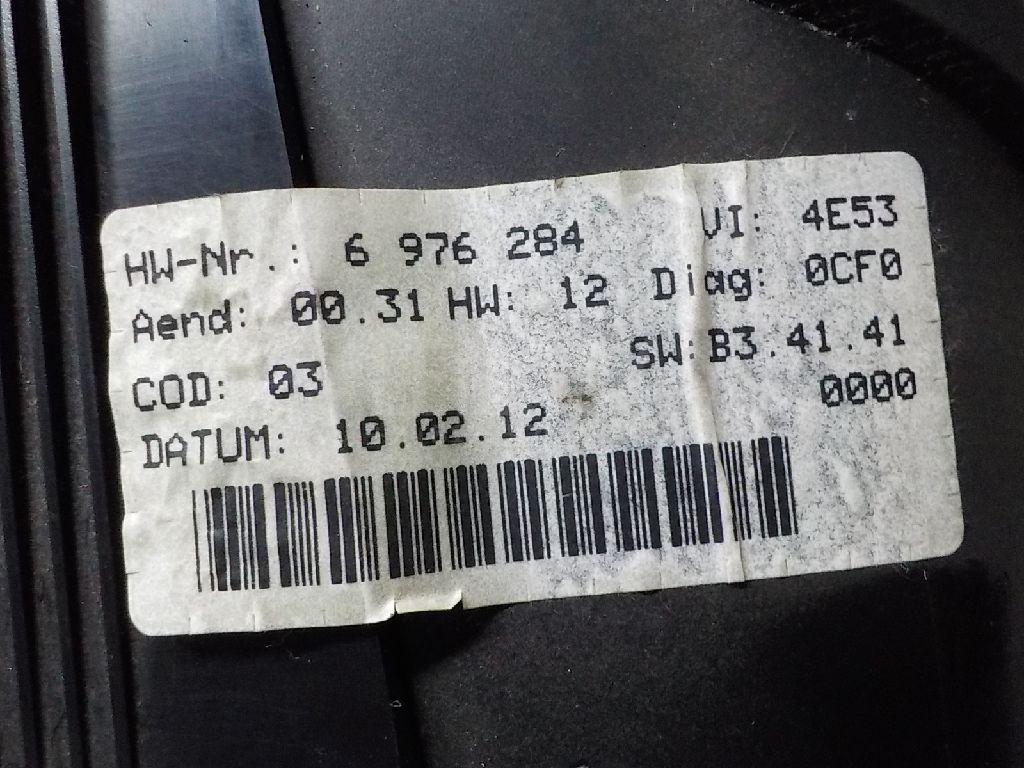 HW-Nr.: 6 976 284 VI: 4E53
Aend: 00.31 HW: 12 Diag: 0CF0
COD: 03 SW: B3.41.41
0000
DATUM: 10.02.12